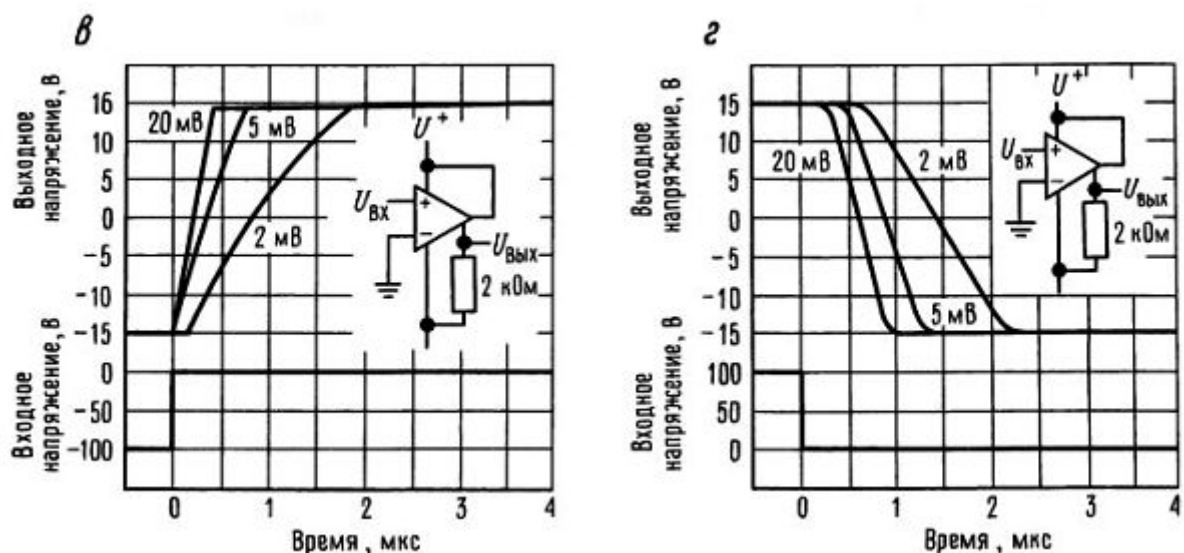 в
Выходное
напряжение, В
15
10
5
0
-5
-10
-15
20 мВ
5 мВ
2 мВ
U+
Uвх
+
−
Uвых
2 кОм
Входное
напряжение, В
0
-50
-100
0
1
2
3
4
Время, мкс
г
Выходное
напряжение, В
15
10
5
0
-5
-10
-15
20 мВ
2 мВ
5 мВ
U+
Uвх
+
−
Uвых
2 кОм
Входное
напряжение, В
100
50
0
0
1
2
3
4
Время, мкс